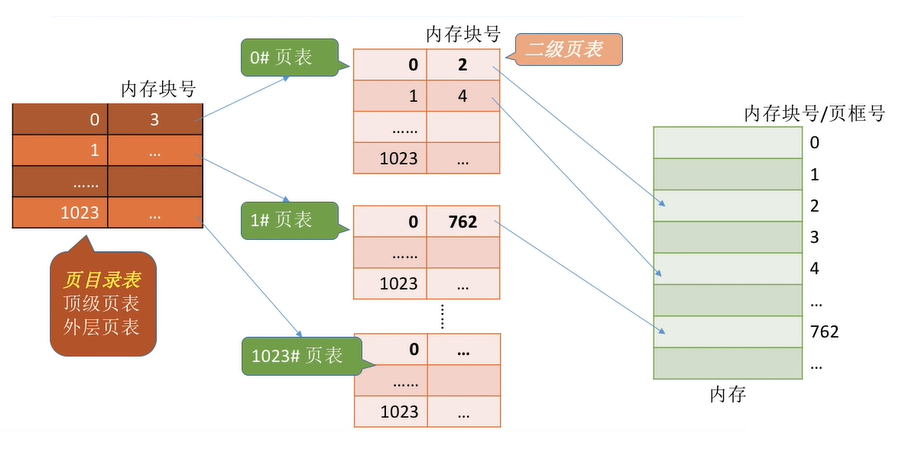 内存块号
0 3
1 …
……
1023 …
页目录表
顶级页表
外层页表
0# 页表
内存块号
二级页表
0 2
1 4
……
1023 …
1# 页表
0 762
……
1023 …
1023# 页表
0 …
……
1023 …
内存块号/页框号
0
1
2
3
4
…
762
…
内存